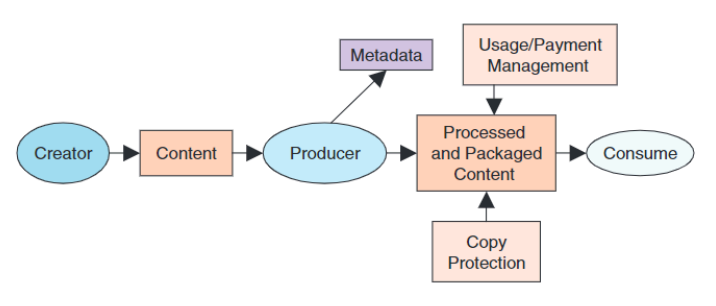 Metadata
Usage/Payment
Management
Creator
Content
Producer
Processed
and Packaged
Content
Consume
Copy
Protection